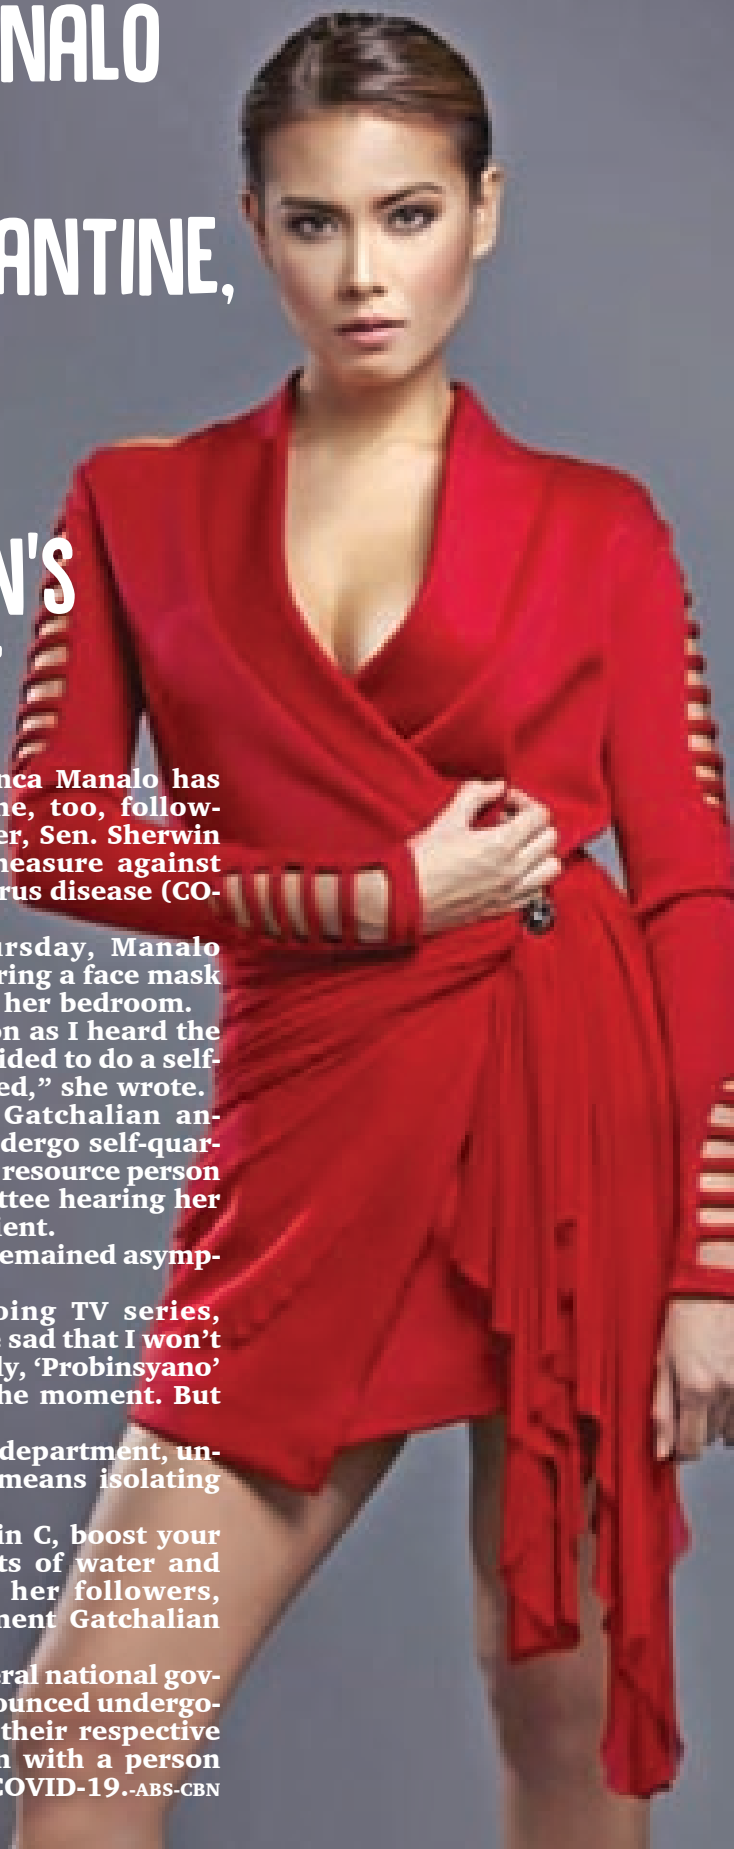 NALO
ANTINE,
N'S
nca Manalo has
ne, too, follow-
er, Sen. Sherwin
measure against
rus disease (CO-
ursday, Manalo
ring a face mask
her bedroom.
on as I heard the
ided to do a self-
ed,” she wrote.
Gatchalian an-
dergo self-quar-
resource person
ttee hearing her
ient.
emained asymp-
oing TV series,
e sad that I won’t
ly, ‘Probinsyano’
he moment. But
department, un-
means isolating
in C, boost your
ts of water and
her followers,
nent Gatchalian
eral national gov-
ounced undergo-
their respective
n with a person
COVID-19.-ABS-CBN